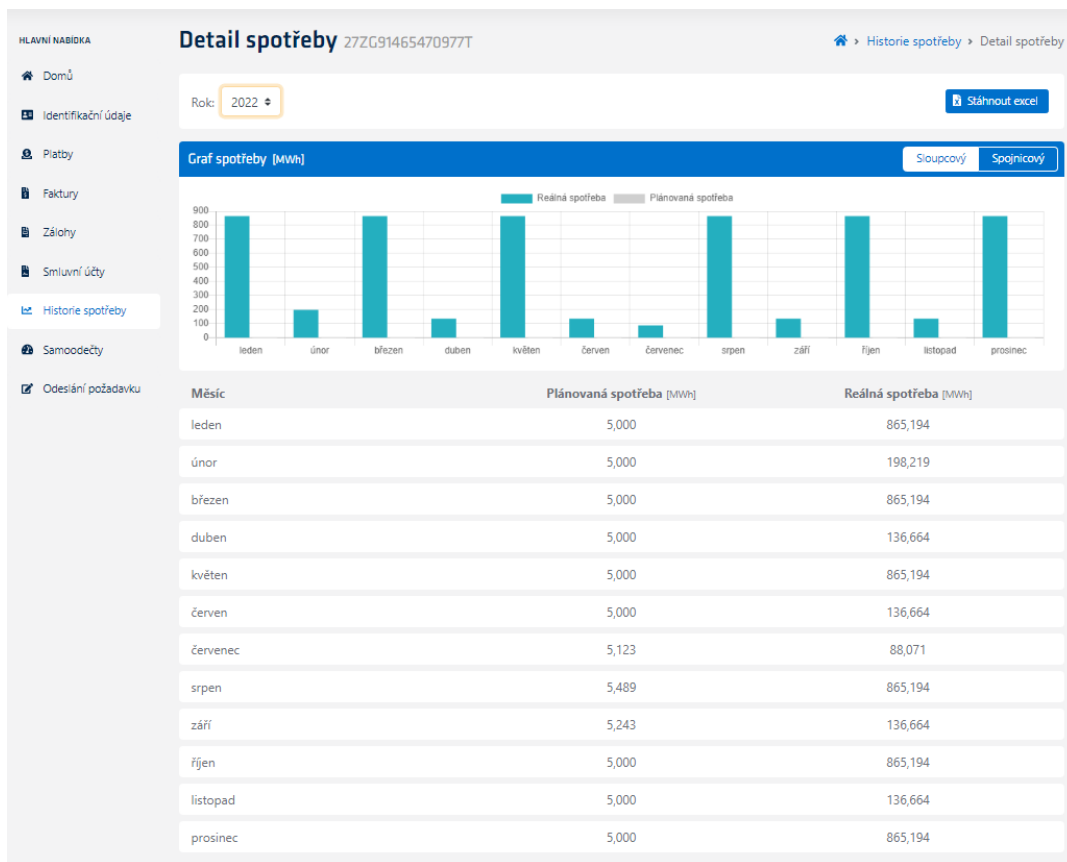 HLAVNÍ NABÍDKA
Domů
Identifikační údaje
Platby
Faktury
Zálohy
Smluvní účty
Historie spotřeby
Samoodečty
Odeslání požadavku
Detail spotřeby 27ZG91465470977T
Historie spotřeby > Detail spotřeby
Rok: 2022
Stáhnout excel
Graf spotřeby [MWh]
Sloupcový Spojnicový
Reálná spotřeba Plánovaná spotřeba
900
800
700
600
500
400
300
200
100
0
leden únor březen duben květen červen červenec srpen září říjen listopad prosinec
Měsíc Plánovaná spotřeba [MWh] Reálná spotřeba [MWh]
leden 5,000 865,194
únor 5,000 198,219
březen 5,000 865,194
duben 5,000 136,664
květen 5,000 865,194
červen 5,000 136,664
červenec 5,123 88,071
srpen 5,489 865,194
září 5,243 136,664
říjen 5,000 865,194
listopad 5,000 136,664
prosinec 5,000 865,194